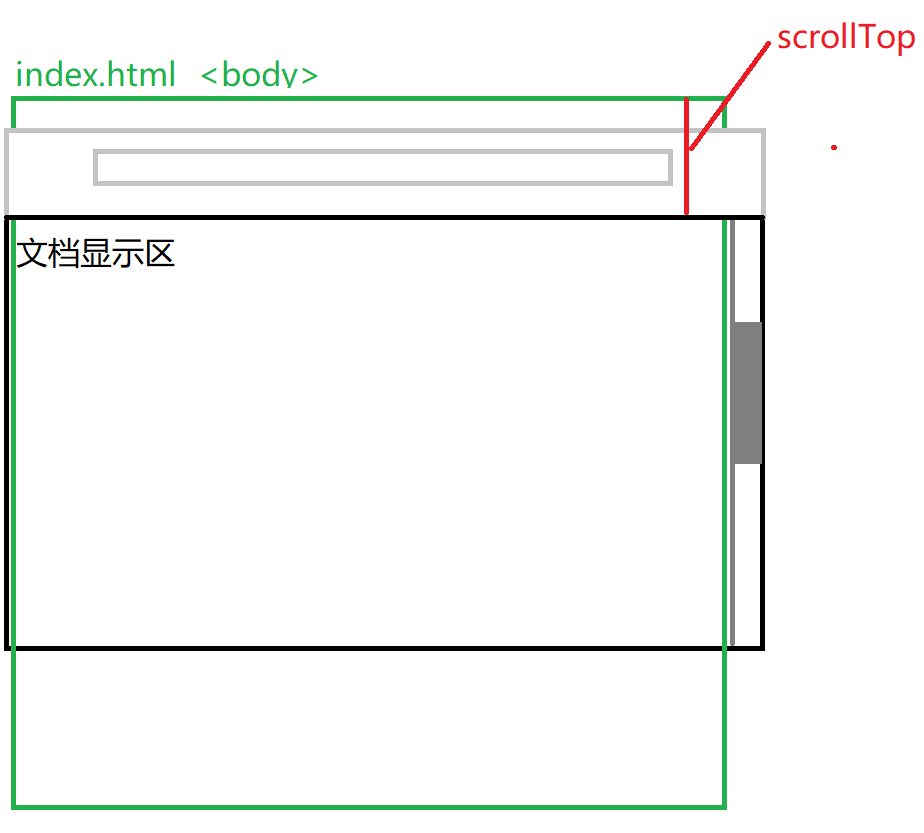 scrollTop
index.html <body>
文档显示区